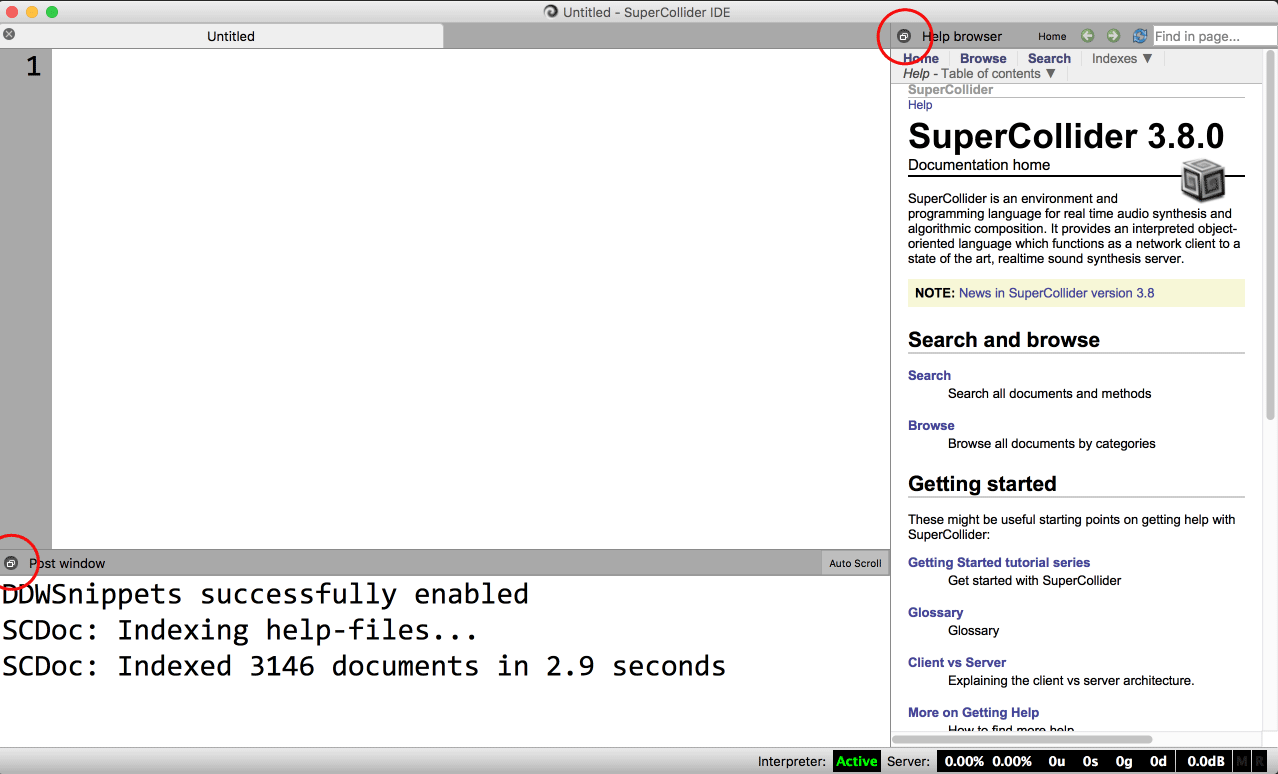 Untitled - SuperCollider IDE
Untitled
1
Post window
Auto Scroll
DDWSnippets successfully enabled
SCDoc: Indexing help-files...
SCDoc: Indexed 3146 documents in 2.9 seconds
Help browser
Home
Find in page...
Home Browse Search Indexes ▼
Help - Table of contents ▼
SuperCollider
Help
SuperCollider 3.8.0
Documentation home
SuperCollider is an environment and
programming language for real time audio synthesis and
algorithmic composition. It provides an interpreted object-
oriented language which functions as a network client to a
state of the art, realtime sound synthesis server.
NOTE: News in SuperCollider version 3.8
Search and browse
Search
Search all documents and methods
Browse
Browse all documents by categories
Getting started
These might be useful starting points on getting help with
SuperCollider:
Getting Started tutorial series
Get started with SuperCollider
Glossary
Glossary
Client vs Server
Explaining the client vs server architecture.
More on Getting Help
How to find more help
Interpreter: Active Server: 0.00% 0.00% 0u 0s 0g 0d 0.0dB M R